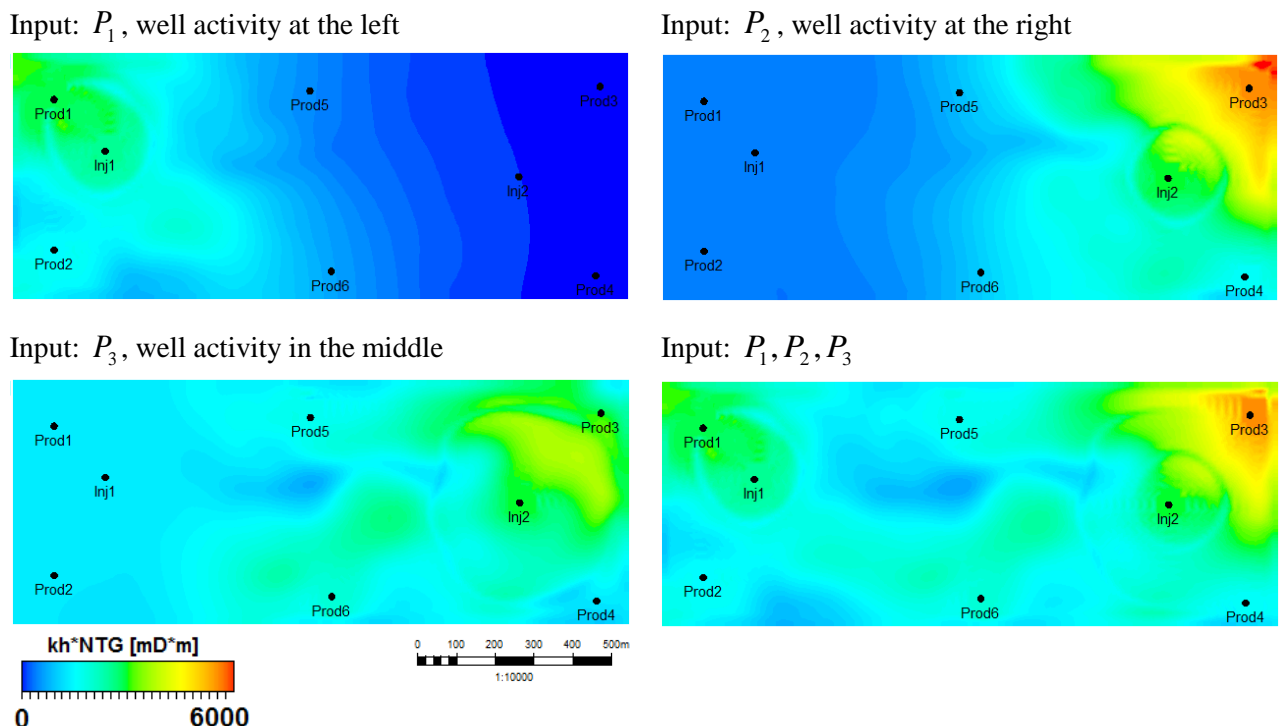 Input: P₁, well activity at the left
Prod1
Inj1
Prod2
Prod5
Prod6
Prod3
Inj2
Prod4
Input: P₂, well activity at the right
Prod1
Inj1
Prod2
Prod5
Prod6
Prod3
Inj2
Prod4
Input: P₃, well activity in the middle
Prod1
Inj1
Prod2
Prod5
Prod6
Prod3
Inj2
Prod4
Input: P₁, P₂, P₃
Prod1
Inj1
Prod2
Prod5
Prod6
Prod3
Inj2
Prod4
kh*NTG [mD*m]
0 6000
0 100 200 300 400 500m
1:10000